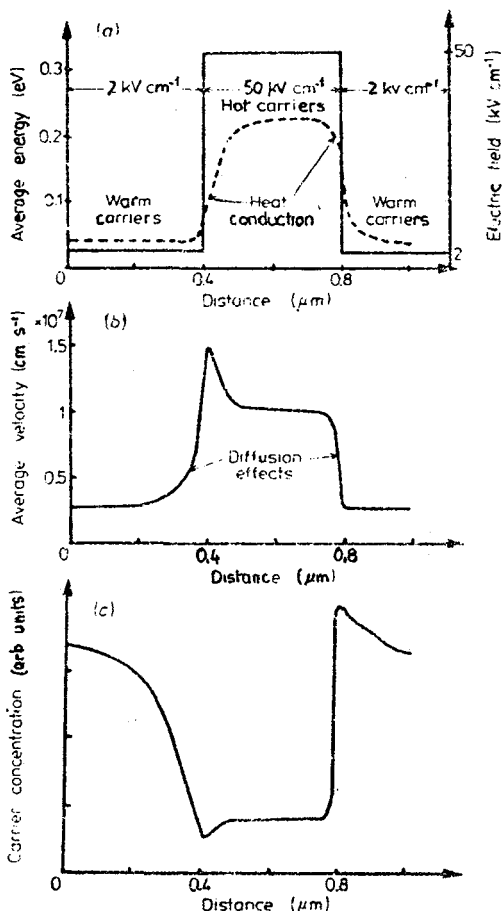 (a)
Average energy (eV)
0.3
0.2
0.1
0
2 kV cm⁻¹
50 kV cm⁻¹
2 kV cm⁻¹
Hot carriers
Warm
carriers
Heat
conduction
Warm
carriers
50
2
Electric field (kV cm⁻¹)
0.4
0.8
Distance (μm)
(b)
Average velocity (cm s⁻¹)
×10⁷
1.5
1
0.5
0
Diffusion
effects
0.4
0.8
Distance (μm)
(c)
Carrier concentration (arb units)
0
0.4
0.8
Distance (μm)